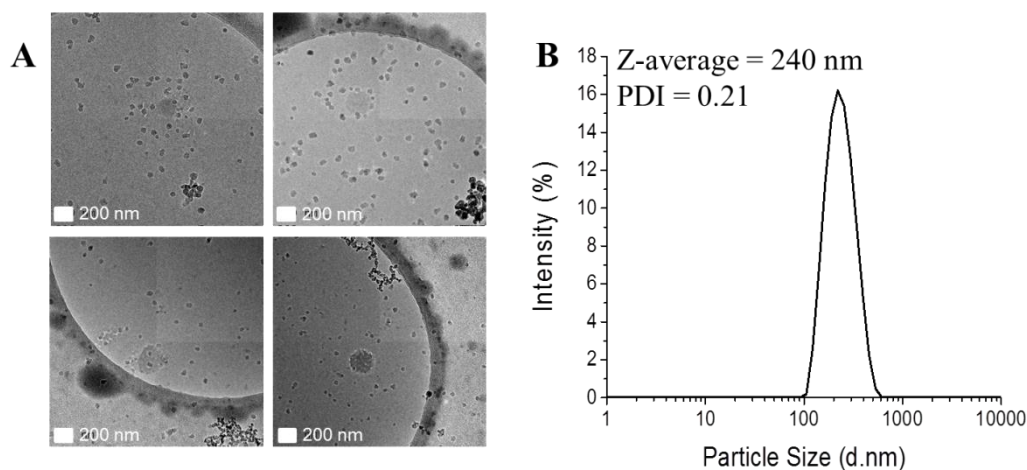 A
200 nm
200 nm
200 nm
200 nm
B
Z-average = 240 nm
PDI = 0.21
18
16
14
12
10
8
6
4
2
0
Intensity (%)
1
10
100
1000
10000
Particle Size (d.nm)